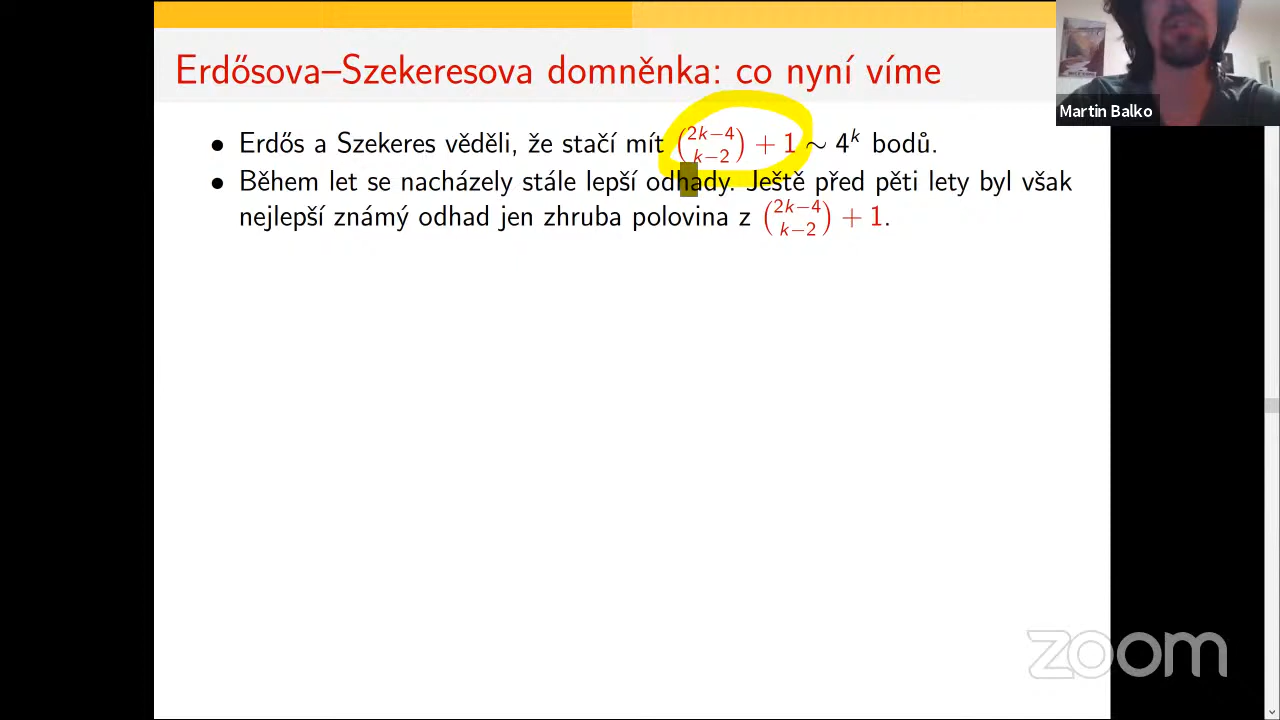 Erdősova–Szekeresova domněnka: co nyní víme
Martin Balko
• Erdős a Szekeres věděli, že stačí mít \binom{2k−4}{k−2} + 1 ∼ 4^k bodů.
• Během let se nacházely stále lepší odhady. Ještě před pěti lety byl však
nejlepší známý odhad jen zhruba polovina z \binom{2k−4}{k−2} + 1.
zoom